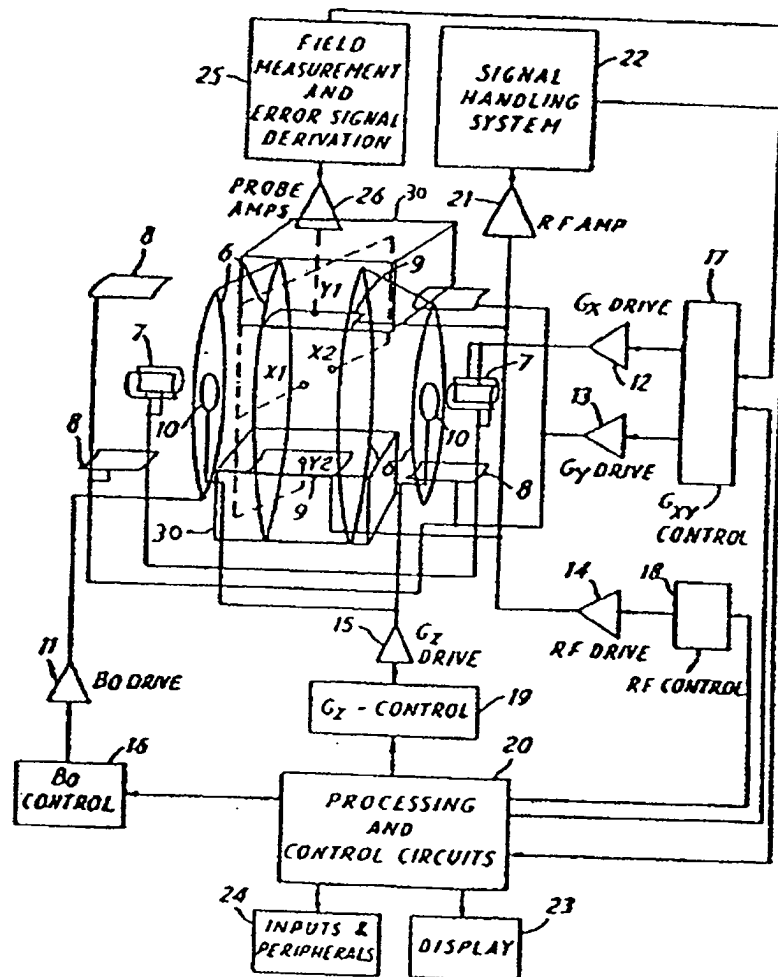 FIELD
MEASUREMENT
AND
ERROR SIGNAL
DERIVATION
25
SIGNAL
HANDLING
SYSTEM
22
PROBE
AMPS
26
30
21
RF AMP
8
6
9
Y1
17
GX DRIVE
7
X2
X1
7
12
10
10
13
8
Y2
6
8
GY DRIVE
GXY
CONTROL
30
9
14
18
15
GZ
DRIVE
RF DRIVE
RF CONTROL
11
BO DRIVE
GZ - CONTROL
19
16
20
BO
CONTROL
PROCESSING
AND
CONTROL CIRCUITS
24
23
INPUTS &
PERIPHERALS
DISPLAY